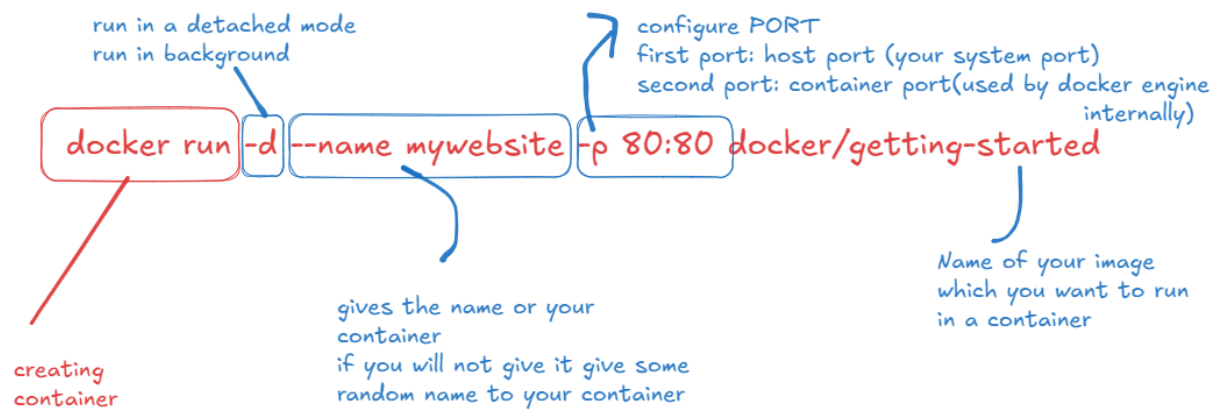 run in a detached mode
run in background
configure PORT
first port: host port (your system port)
second port: container port(used by docker engine
internally)
docker run -d --name mywebsite -p 80:80 docker/getting-started
Name of your image
which you want to run
in a container
gives the name or your
container
if you will not give it give some
random name to your container
creating
container